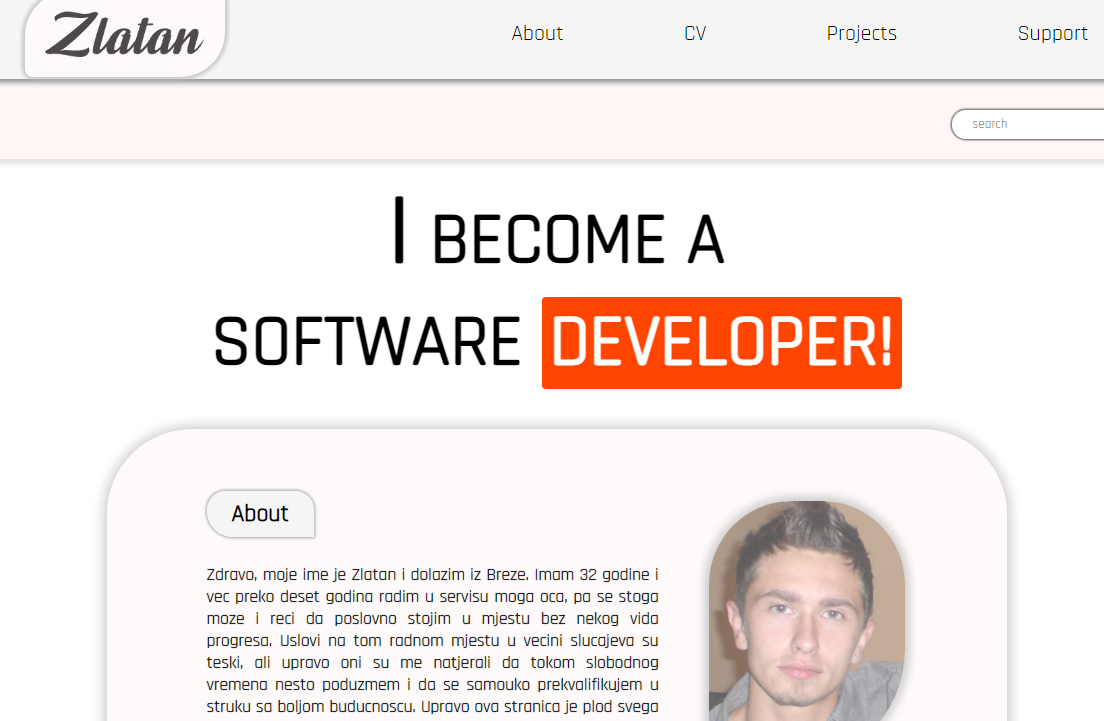 Zlatan
About
CV
Projects
Support
search
I BECOME A
SOFTWARE DEVELOPER!
About
Zdravo, moje ime je Zlatan i dolazim iz Breze. Imam 32 godine i
vec preko deset godina radim u servisu moga oca, pa se stoga
moze i reci da poslovno stojim u mjestu bez nekog vida
progresa. Uslovi na tom radnom mjestu u vecini slucajeva su
teski, ali upravo oni su me natjerali da tokom slobodnog
vremena nesto poduzmem i da se samouko prekvalifikujem u
struku sa boljom buducnoscu. Upravo ova stranica je plod svega